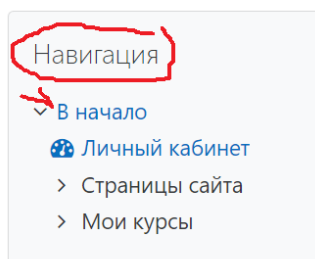 Навигация
В начало
Личный кабинет
Страницы сайта
Мои курсы